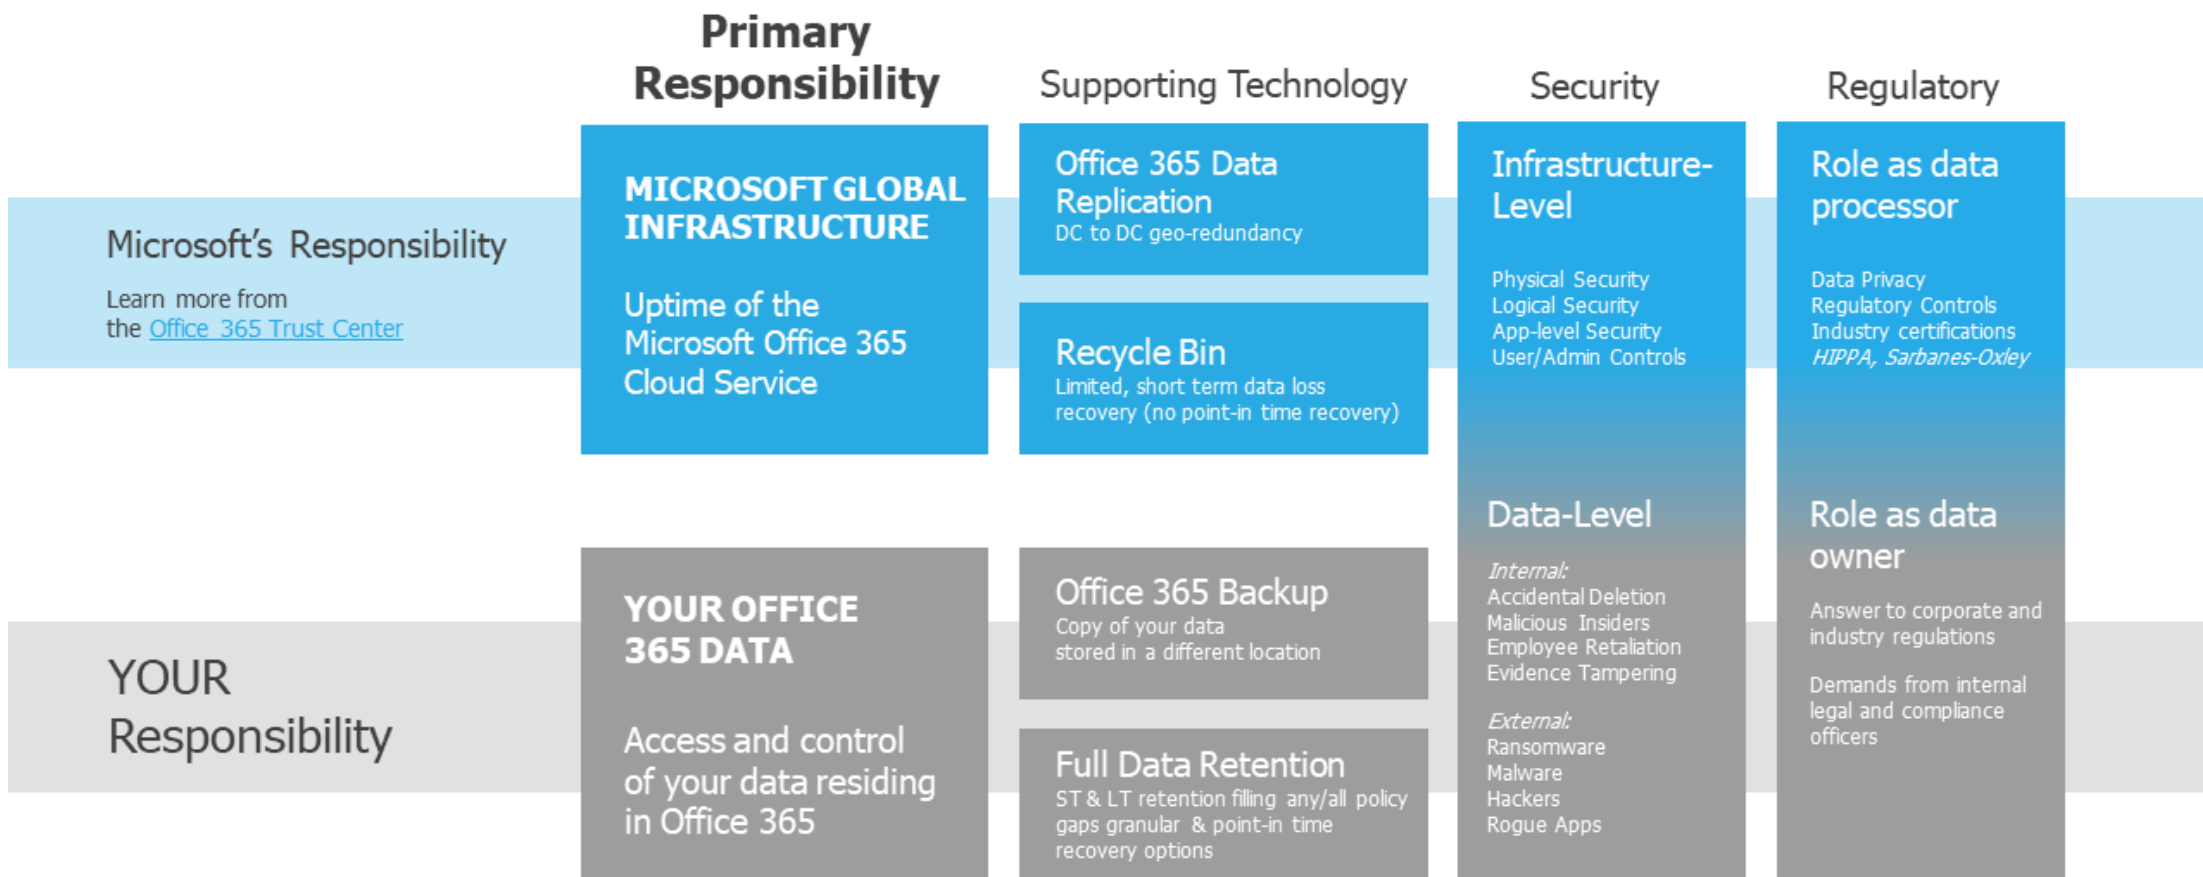 Primary
Responsibility
Supporting Technology
Security
Regulatory
Microsoft's Responsibility
Learn more from
the Office 365 Trust Center
MICROSOFT GLOBAL
INFRASTRUCTURE
Uptime of the
Microsoft Office 365
Cloud Service
Office 365 Data
Replication
DC to DC geo-redundancy
Recycle Bin
Limited, short term data loss
recovery (no point-in time recovery)
Infrastructure-
Level
Physical Security
Logical Security
App-level Security
User/Admin Controls
Role as data
processor
Data Privacy
Regulatory Controls
Industry certifications
HIPPA, Sarbanes-Oxley
YOUR
Responsibility
YOUR OFFICE
365 DATA
Access and control
of your data residing
in Office 365
Office 365 Backup
Copy of your data
stored in a different location
Full Data Retention
ST & LT retention filling any/all policy
gaps granular & point-in time
recovery options
Data-Level
Internal:
Accidental Deletion
Malicious Insiders
Employee Retaliation
Evidence Tampering
External:
Ransomware
Malware
Hackers
Rogue Apps
Role as data
owner
Answer to corporate and
industry regulations
Demands from internal
legal and compliance
officers